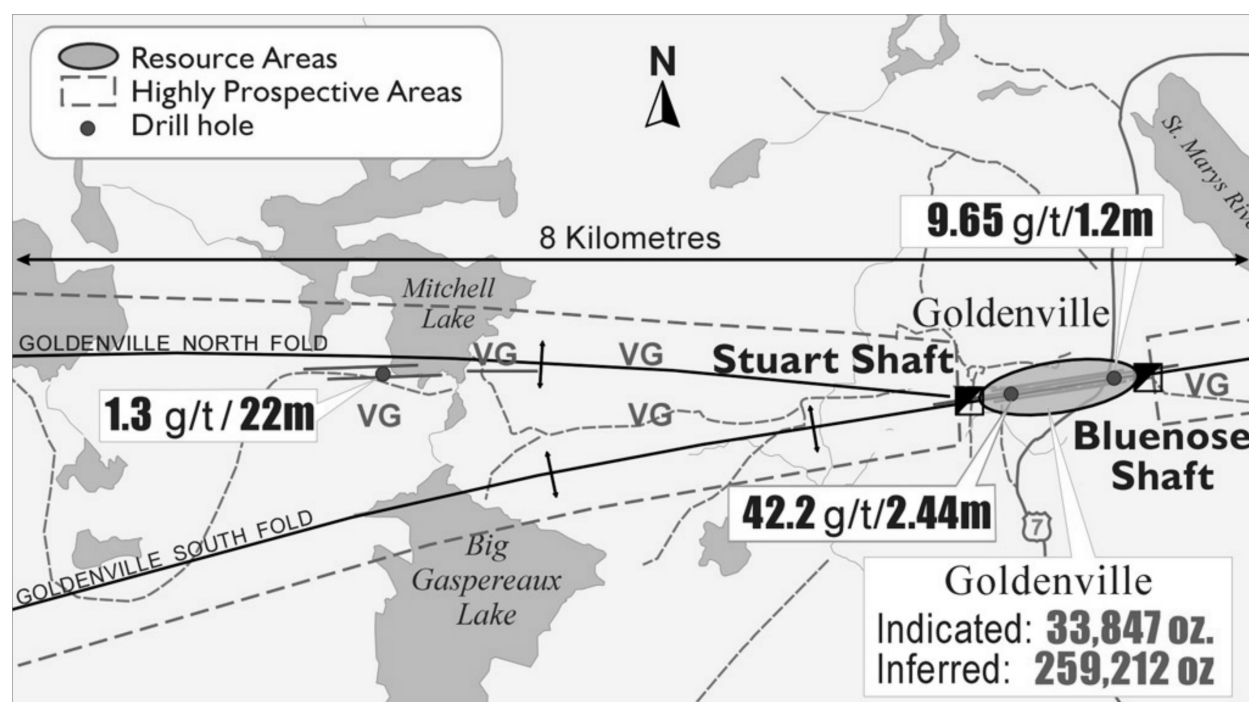 Resource Areas
Highly Prospective Areas
Drill hole
N
St. Marys River
9.65 g/t/1.2m
8 Kilometres
Mitchell
Lake
Goldenville
GOLDENVILLE NORTH FOLD
VG
VG
Stuart Shaft
VG
1.3 g/t / 22m
VG
VG
Bluenose
Shaft
42.2 g/t/2.44m
7
GOLDENVILLE SOUTH FOLD
Big
Gaspereaux
Lake
Goldenville
Indicated: 33,847 oz.
Inferred: 259,212 oz